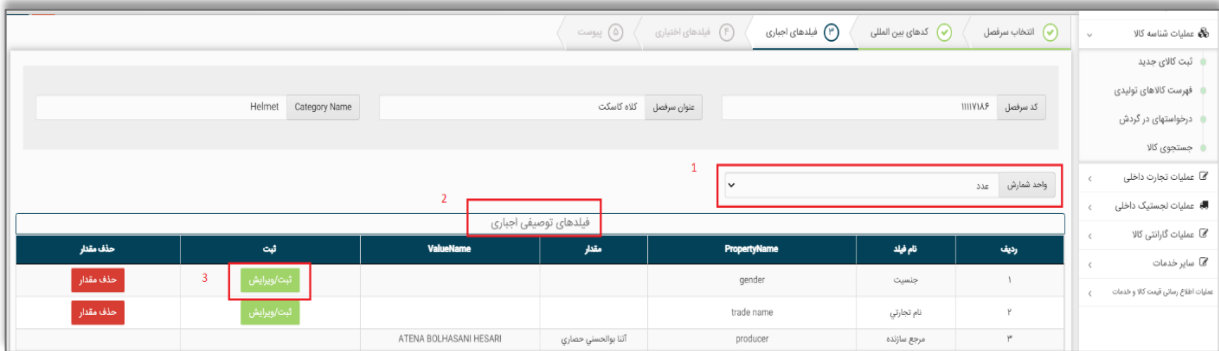 عملیات شناسه کالا
ثبت کالای جدید
فهرست کالاهای تولیدی
درخواستهای در گردش
جستجوی کالا
عملیات تجارت داخلی
عملیات لجستیک داخلی
عملیات گارانتی کالا
سایر خدمات
عملیات اطلاع رسانی قیمت کالا و خدمات
انتخاب سرفصل کدهای بین المللی ۳ فیلدهای اجباری ۴ فیلدهای اختیاری ۵ پیوست
کد سرفصل ۱۱۱۱۷۱۸۶ عنوان سرفصل کلاه کاسکت Category Name Helmet
1
واحد شمارش عدد
2
فیلدهای توصیفی اجباری
ردیف نام فیلد PropertyName مقدار ValueName ثبت حذف مقدار
۱ جنسیت gender ثبت/ویرایش 3 حذف مقدار
۲ نام تجارتي trade name ثبت/ویرایش حذف مقدار
۳ مرجع سازنده producer آتنا بوالحسني حصاري ATENA BOLHASANI HESARI